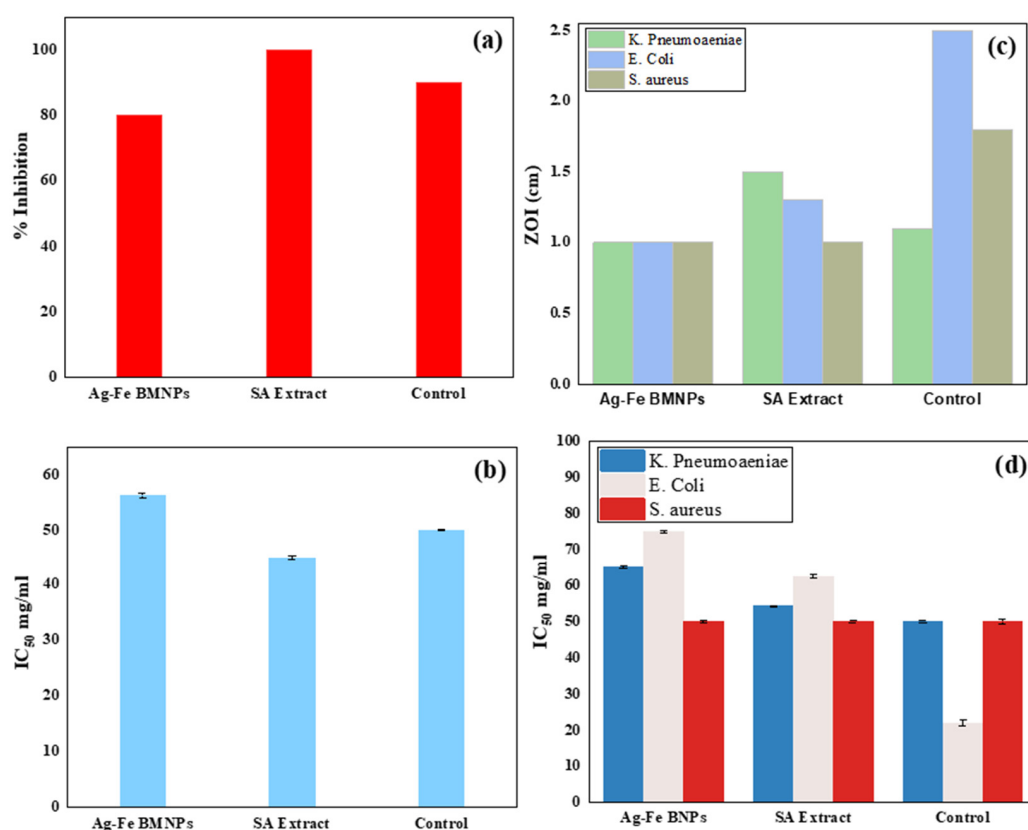 (a)
% Inhibition
100
80
60
40
20
0
Ag-Fe BMNPs SA Extract Control
(c)
K. Pneumoaeniae
E. Coli
S. aureus
ZOI (cm)
2.5
2.0
1.5
1.0
0.5
0.0
Ag-Fe BMNPs SA Extract Control
(b)
IC50 mg/ml
60
50
40
30
20
10
0
Ag-Fe BMNPs SA Extract Control
(d)
K. Pneumoaeniae
E. Coli
S. aureus
IC50 mg/ml
100
90
80
70
60
50
40
30
20
10
0
Ag-Fe BNPs SA Extract Control